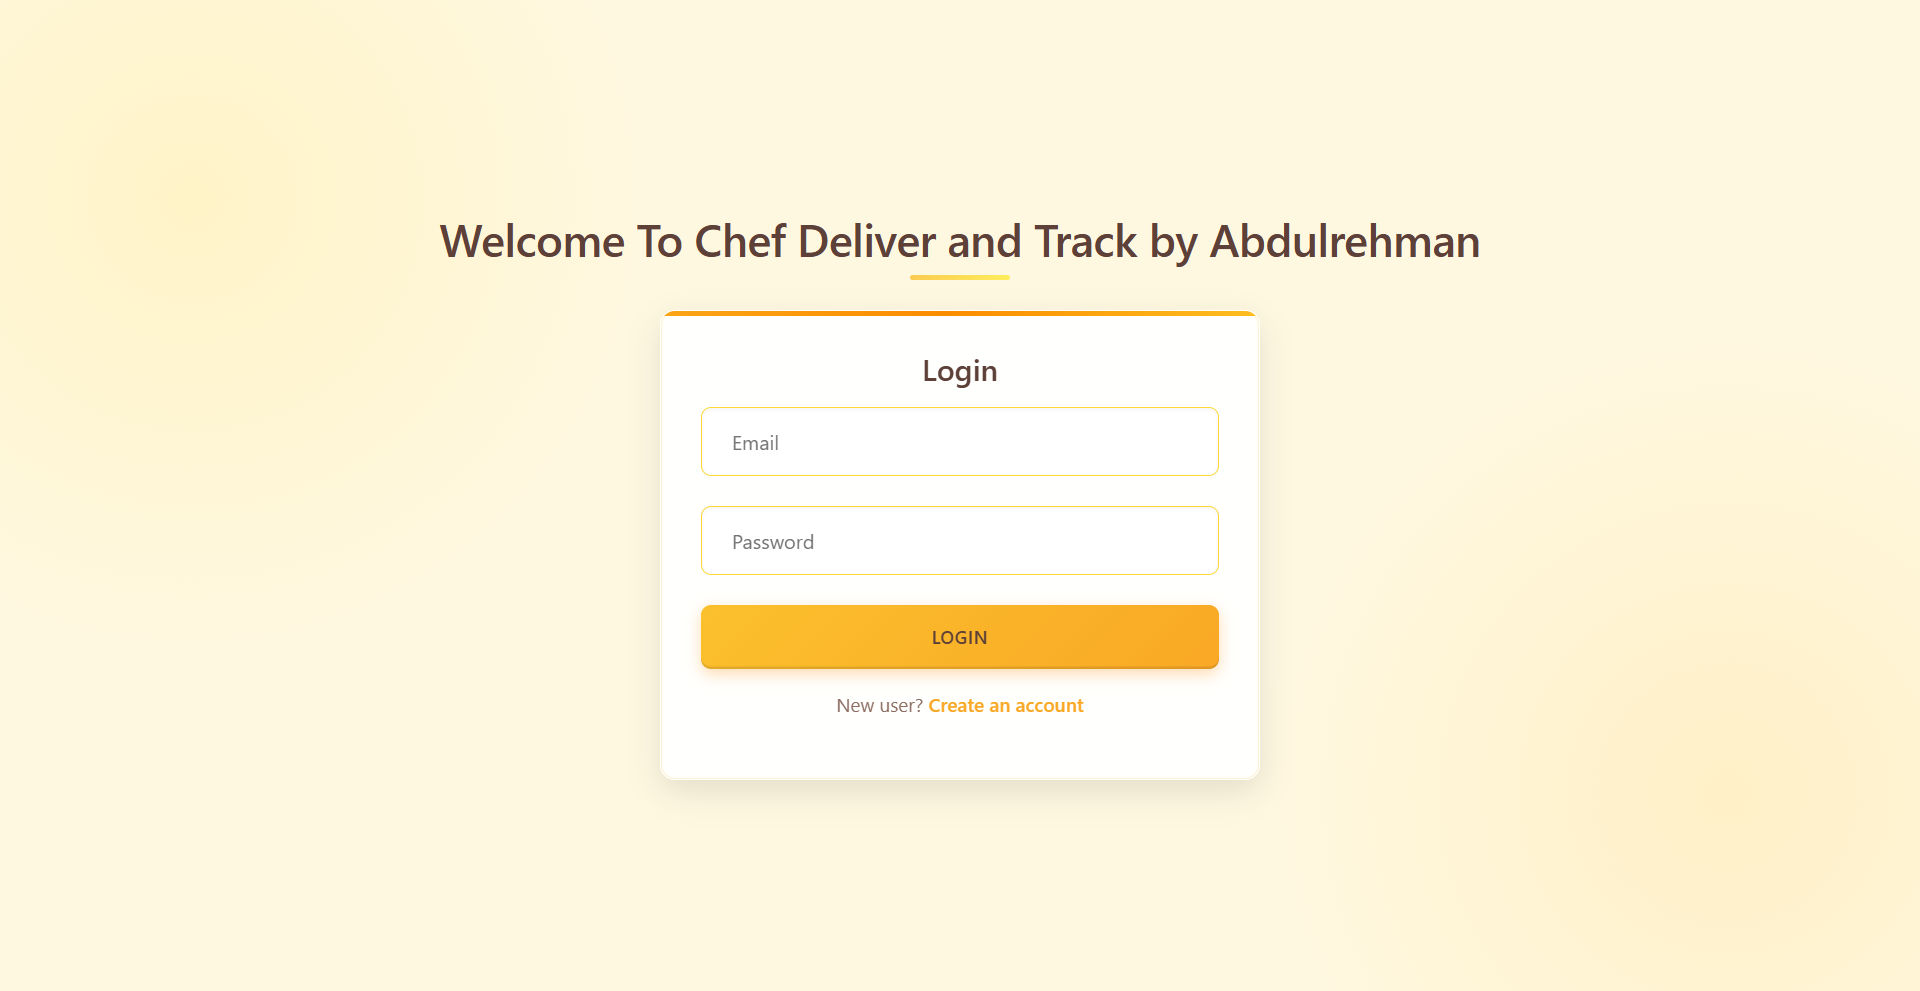 Welcome To Chef Deliver and Track by Abdulrehman
Login
Email
Password
LOGIN
New user? Create an account